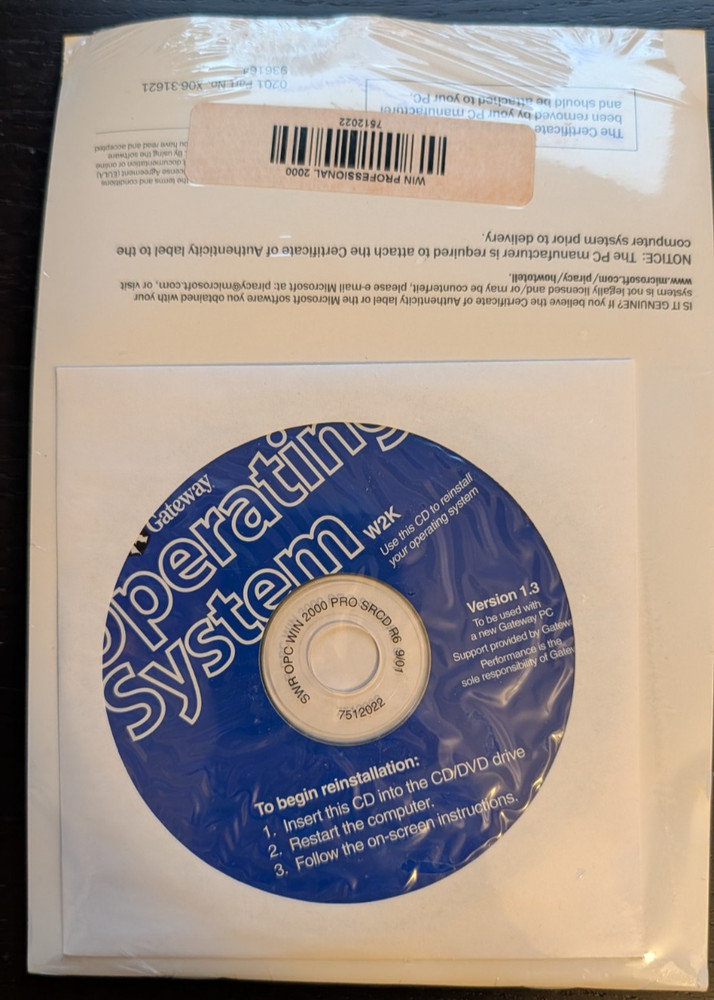 0201 Part No. X06-31621
93616
The Certificate
been removed by your PC manufacturer
and should be attached to your PC.
WIN PROFESSIONAL 2000
7512022
the terms and conditions
License Agreement (EULA)
documentation or online
By using the software
you have read and accepted
NOTICE: The PC manufacturer is required to attach the Certificate of Authenticity label to the
computer system prior to delivery.
IS IT GENUINE? If you believe the Certificate of Authenticity label or the Microsoft software you obtained with your
system is not legally licensed and/or may be counterfeit, please e-mail Microsoft at: piracy@microsoft.com, or visit
www.microsoft.com/piracy/howtotell.
Gateway
Operating
System
W2K
Use this CD to reinstall
your operating system
Version 1.3
To be used with
a new Gateway PC
Support provided by Gatew
Performance is the
sole responsibility of Gatew
SWR OPC WIN 2000 PRO SRCD/R6 9/01
7512022
To begin reinstallation:
1. Insert this CD into the CD/DVD drive
2. Restart the computer.
3. Follow the on-screen instructions.